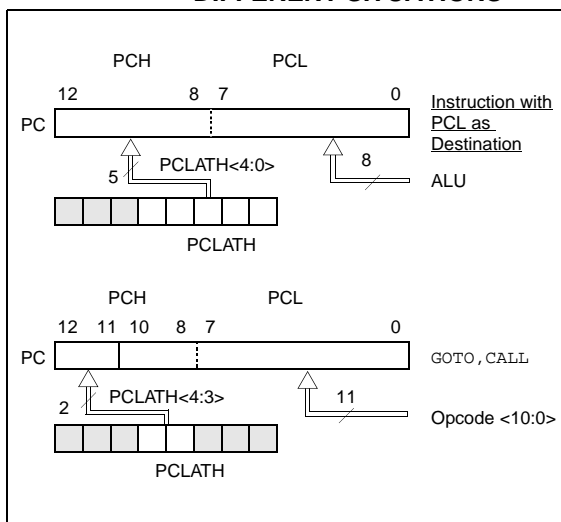 PCH PCL
12 8 7 0
PC
Instruction with
PCL as
Destination
5 PCLATH<4:0> 8
ALU
PCLATH
PCH PCL
12 11 10 8 7 0
PC GOTO,CALL
2 PCLATH<4:3> 11
Opcode <10:0>
PCLATH